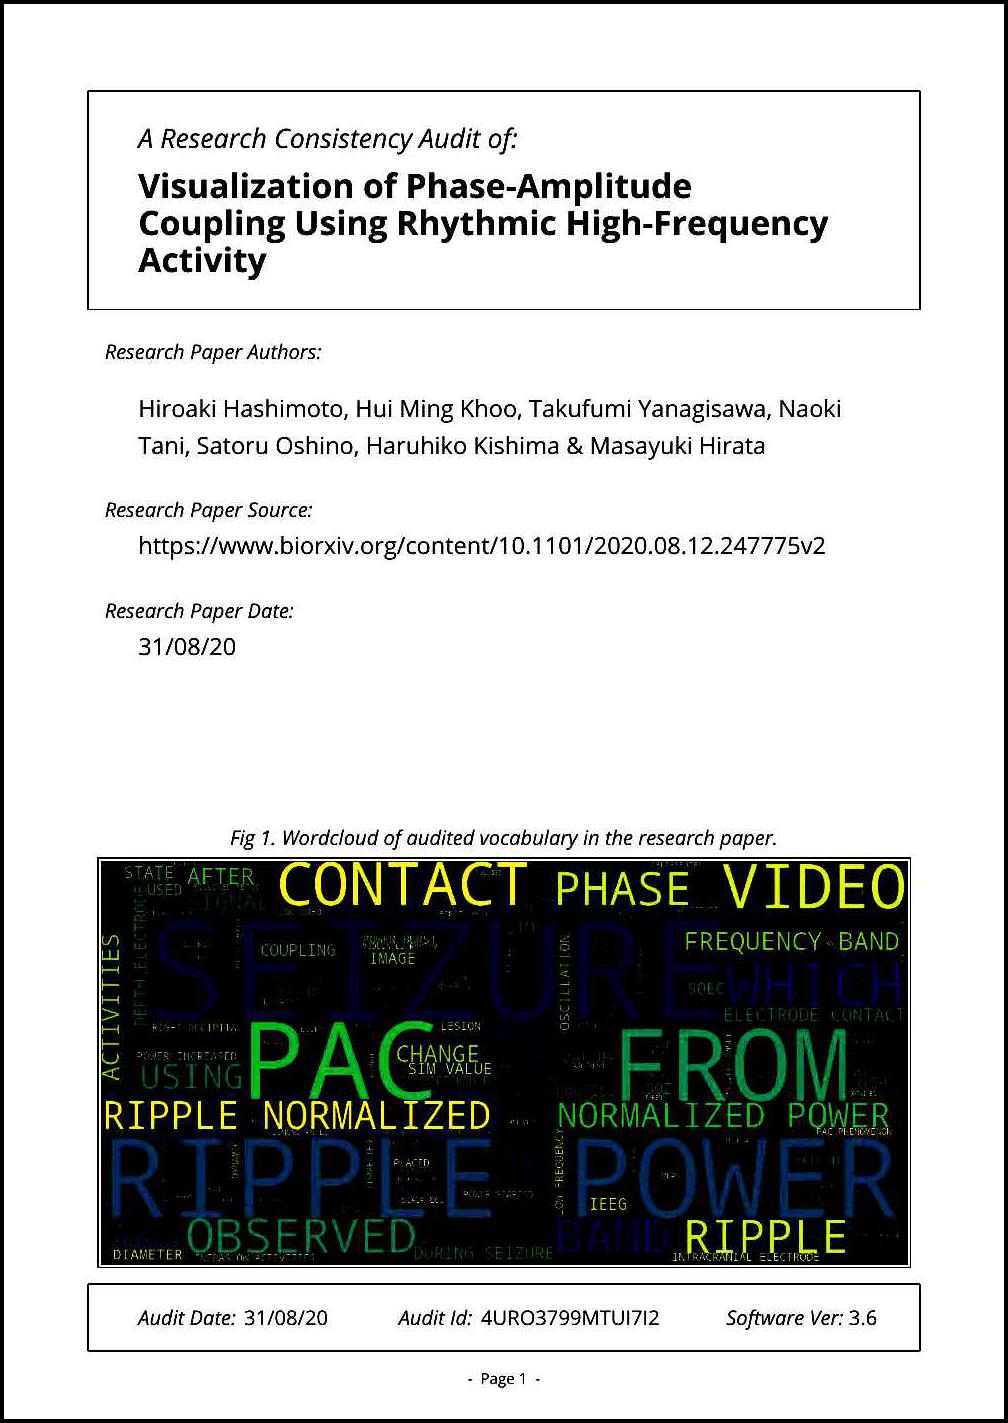 A Research Consistency Audit of:
Visualization of Phase-Amplitude
Coupling Using Rhythmic High-Frequency
Activity
Research Paper Authors:
Hiroaki Hashimoto, Hui Ming Khoo, Takufumi Yanagisawa, Naoki
Tani, Satoru Oshino, Haruhiko Kishima & Masayuki Hirata
Research Paper Source:
https://www.biorxiv.org/content/10.1101/2020.08.12.247775v2
Research Paper Date:
31/08/20
Fig 1. Wordcloud of audited vocabulary in the research paper.
STATE
AFTER
CONTACT
PHASE
VIDEO
USED
SIGNAL
DEPTH ELECTRODE
SEIZURE
COUPLING
IMAGE
OSCILLATION
FREQUENCY BAND
SOEC
WHICH
ELECTRODE CONTACT
ACTIVITIES
RIGHT OCCIPITAL
LESION
PAC
CHANGE
SIM VALUE
FROM
POWER INCREASED
USING
RIPPLE NORMALIZED
NORMALIZED POWER
PAC PHENOMENON
RIPPLE
POWER
PLACED
POWER STARTED
LOW FREQUENCY
IEEG
OBSERVED
BAND
RIPPLE
DIAMETER
DURING SEIZURE
INTRACRANIAL ELECTRODE
Audit Date: 31/08/20
Audit Id: 4URO3799MTUI7I2
Software Ver: 3.6
- Page 1 -